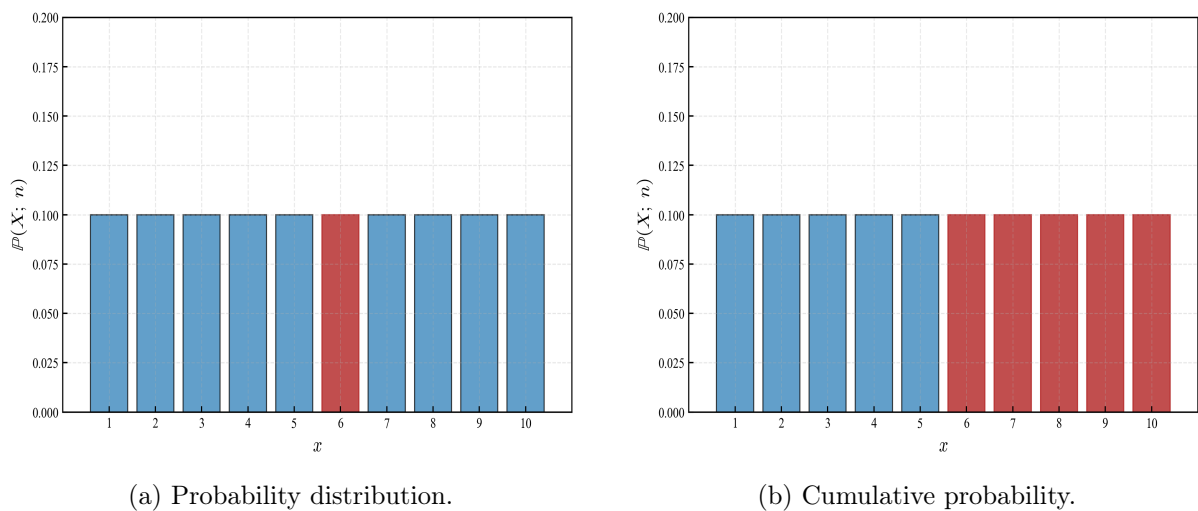 0.200
0.175
0.150
0.125
0.100
0.075
0.050
0.025
0.000
ℙ(X; n)
1 2 3 4 5 6 7 8 9 10
x
(a) Probability distribution.
0.200
0.175
0.150
0.125
0.100
0.075
0.050
0.025
0.000
ℙ(X; n)
1 2 3 4 5 6 7 8 9 10
x
(b) Cumulative probability.